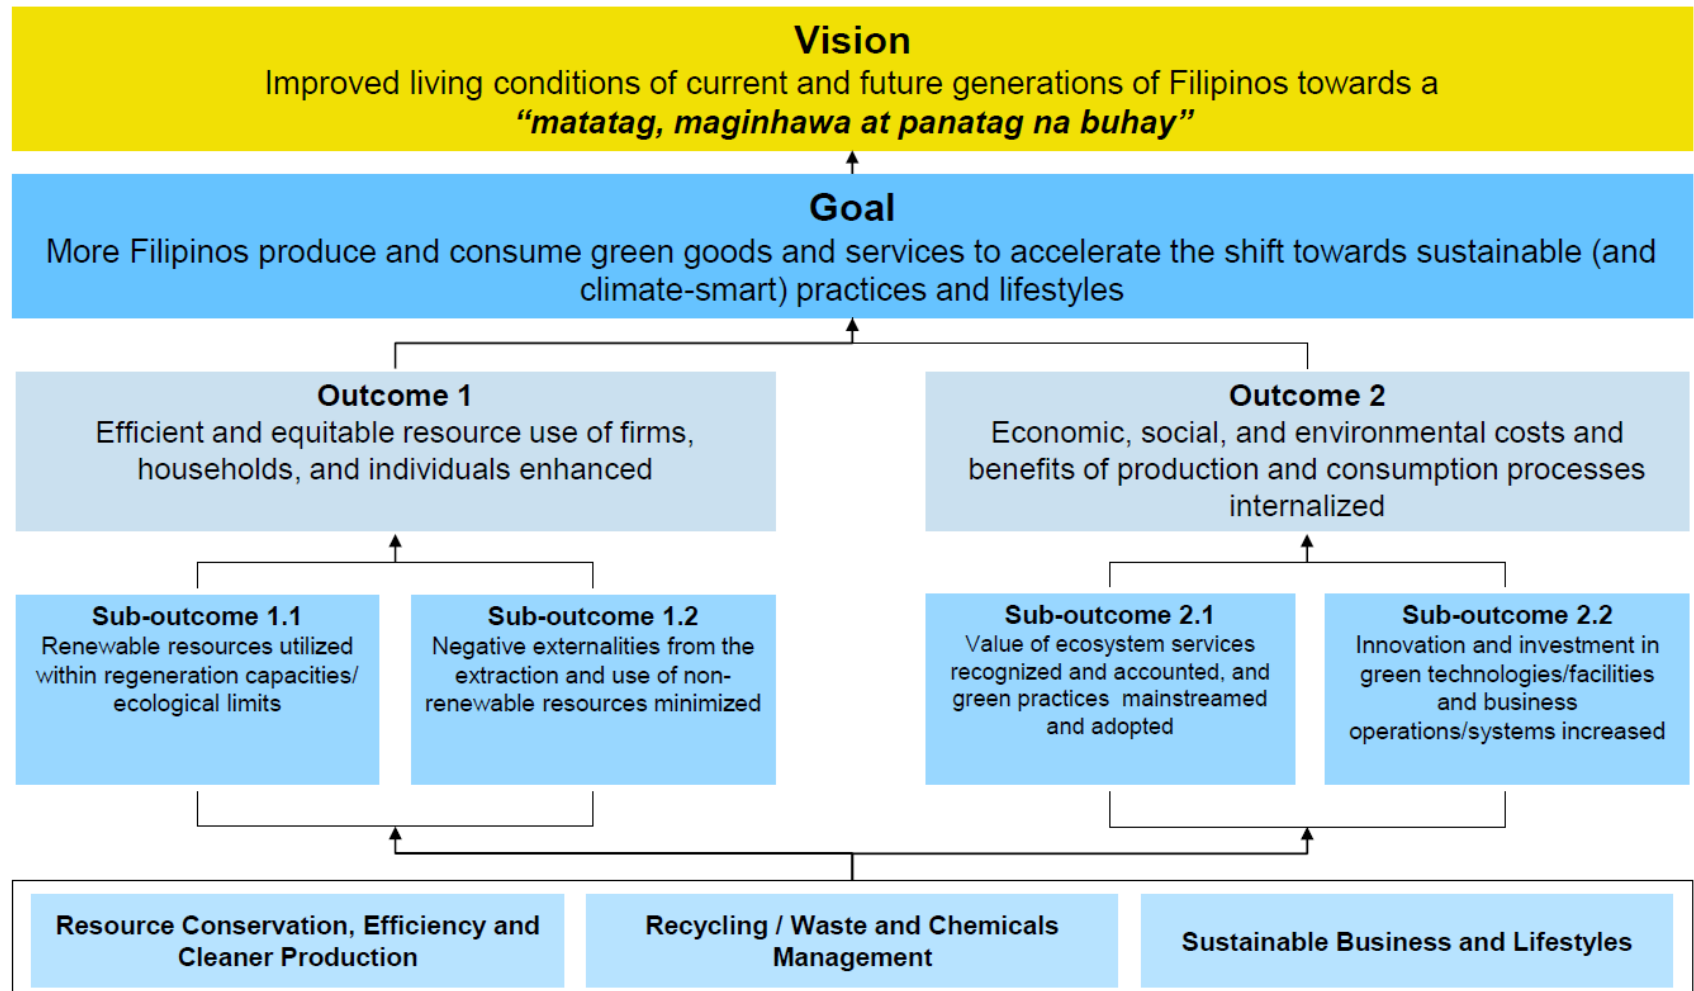 Vision
Improved living conditions of current and future generations of Filipinos towards a
“matatag, maginhawa at panatag na buhay”
Goal
More Filipinos produce and consume green goods and services to accelerate the shift towards sustainable (and
climate-smart) practices and lifestyles
Outcome 1
Efficient and equitable resource use of firms,
households, and individuals enhanced
Outcome 2
Economic, social, and environmental costs and
benefits of production and consumption processes
internalized
Sub-outcome 1.1
Renewable resources utilized
within regeneration capacities/
ecological limits
Sub-outcome 1.2
Negative externalities from the
extraction and use of non-
renewable resources minimized
Sub-outcome 2.1
Value of ecosystem services
recognized and accounted, and
green practices mainstreamed
and adopted
Sub-outcome 2.2
Innovation and investment in
green technologies/facilities
and business
operations/systems increased
Resource Conservation, Efficiency and
Cleaner Production
Recycling / Waste and Chemicals
Management
Sustainable Business and Lifestyles